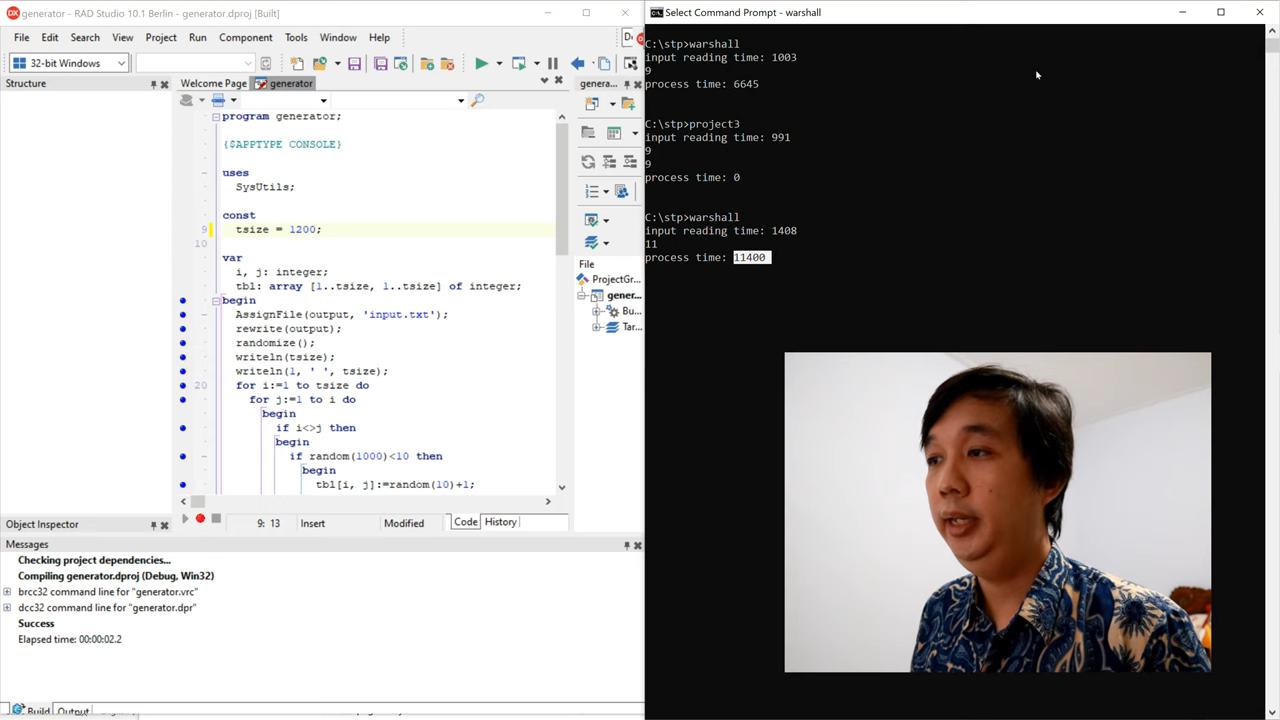 generator - RAD Studio 10.1 Berlin - generator.dproj [Built]
File Edit Search View Project Run Component Tools Window Help
32-bit Windows
Structure
Welcome Page generator
program generator;
{$APPTYPE CONSOLE}
uses
SysUtils;
const
9 tsize = 1200;
10
var
i, j: integer;
tbl: array [1..tsize, 1..tsize] of integer;
begin
AssignFile(output, 'input.txt');
rewrite(output);
randomize();
writeln(tsize);
writeln(1, ' ', tsize);
20 for i:=1 to tsize do
for j:=1 to i do
begin
if i<>j then
begin
if random(1000)<10 then
begin
tbl[i, j]:=random(10)+1;
9: 13 Insert Modified Code History
genera...
File
ProjectGr...
gener...
Bu...
Tar...
Object Inspector
Messages
Checking project dependencies...
Compiling generator.dproj (Debug, Win32)
brcc32 command line for "generator.vrc"
dcc32 command line for "generator.dpr"
Success
Elapsed time: 00:00:02.2
Build Output
Select Command Prompt - warshall
C:\stp>warshall
input reading time: 1003
9
process time: 6645
C:\stp>project3
input reading time: 991
9
9
process time: 0
C:\stp>warshall
input reading time: 1408
11
process time: 11400